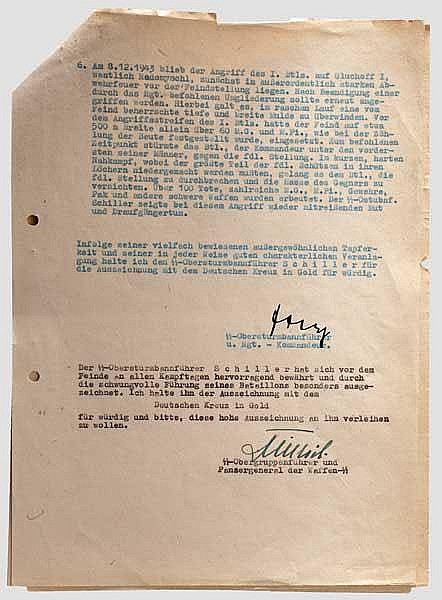 6. Am 8.12.1943 blieb der Angriff des I. Btls. auf Gluchoff I,
westlich Radomyschl, zunächst in außerordentlich starken Ab-
wehrfeuer vor der Feindstellung liegen. Nach Beendigung einer
durch das Rgt. befohlenen Umgliederung sollte erneut ange-
griffen werden. Hierbei galt es, im raschen Lauf eine vom
Feind beherrschte tiefe und breite Mulde zu überwinden. Vor
dem Angriffsstreifen des I. Btls. hatte der Feind auf etwa
500 m Breite allein über 60 M.G. und M.Pi., wie bei der Zäh-
lung der Beute festgestellt wurde, eingesetzt. Zum befohlenen
Zeitpunkt stürmte das Btl., der Kommandeur unter den vorder-
sten seiner Männer, gegen die fdl. Stellung. In kurzem, harten
Nahkampf, wobei der größte Teil der fdl. Schützen in ihren
Löchern niedergemacht werden mußten, gelang es dem Btl., die
fdl. Stellung zu durchbrechen und die Masse des Gegners zu
vernichten. Über 100 Tote, zahlreiche M.G., M.Pi., Gewehre,
Pak und andere schwere Waffen wurden erbeutet. Der ᛋᛋ-Ostubaf.
Schiller zeigte bei diesem Angriff wieder mitreißenden Mut
und Draufgängertum.
Infolge seiner vielfach bewiesenen außergewöhnlichen Tapfer-
keit und seiner in jeder Weise guten charakterlichen Veranla-
gung halte ich den ᛋᛋ-Obersturmbannführer S c h i l l e r für
die Auszeichnung mit dem Deutschen Kreuz in Gold für würdig.
ᛋᛋ-Obersturmbannführer
u. Rgt. - Kommandeur.
Der ᛋᛋ-Obersturmbannführer S c h i l l e r hat sich vor dem
Feinde an allen Kampftagen hervorragend bewährt und durch
die schwungvolle Führung seines Bataillons besonders ausge-
zeichnet. Ich halte ihn der Auszeichnung mit dem
Deutschen Kreuz in Gold
für würdig und bitte, diese hohe Auszeichnung an ihn verleihen
zu wollen.
ᛋᛋ-Obergruppenführer und
Panzergeneral der Waffen-ᛋᛋ